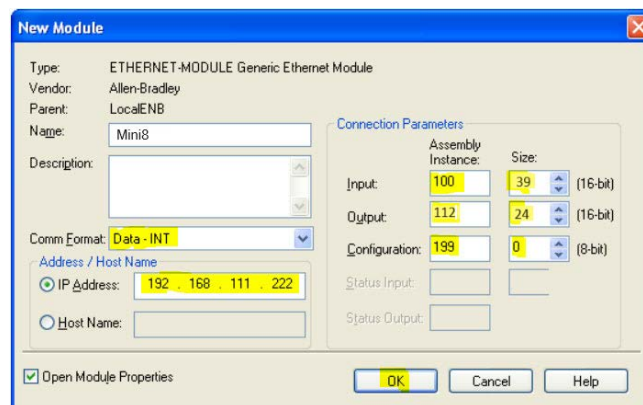 New Module
Type: ETHERNET-MODULE Generic Ethernet Module
Vendor: Allen-Bradley
Parent: LocalENB
Name: Mini8
Description:
Comm Format: Data - INT
Address / Host Name
IP Address: 192 . 168 . 111 . 222
Host Name:
Connection Parameters
Assembly Instance: Size:
Input: 100 39 (16-bit)
Output: 112 24 (16-bit)
Configuration: 199 0 (8-bit)
Status Input:
Status Output:
Open Module Properties
OK Cancel Help